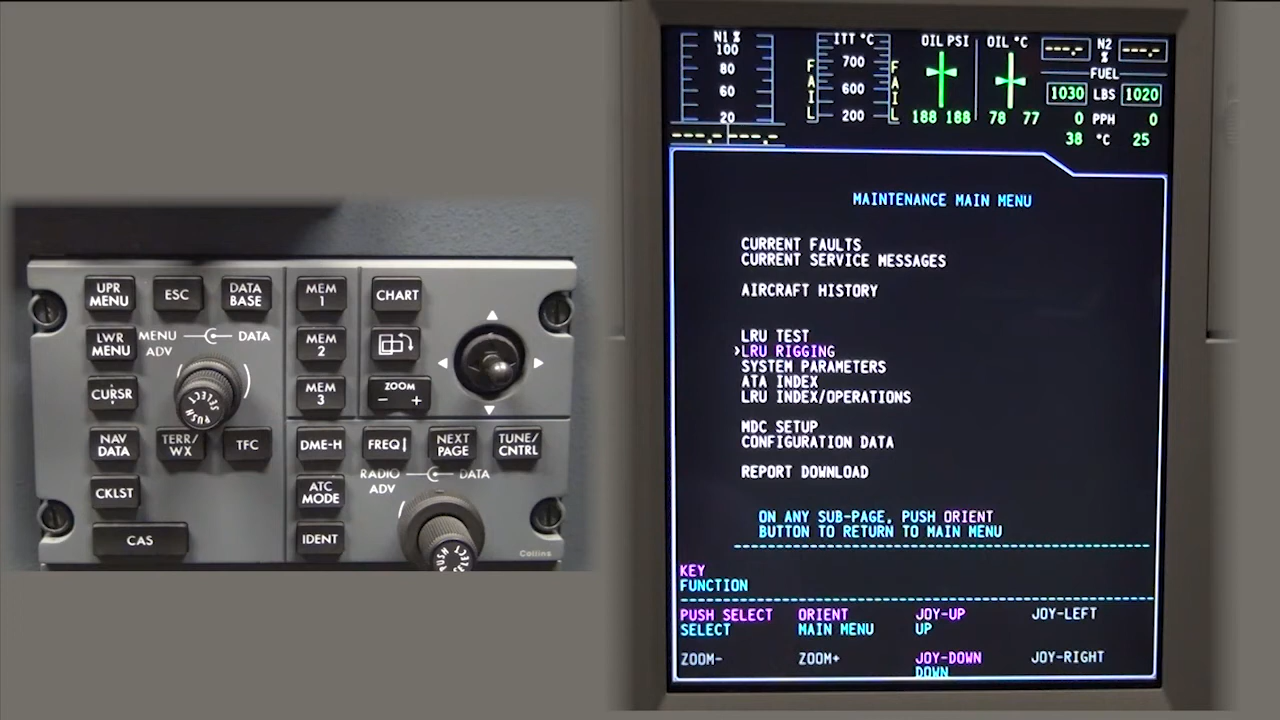 UPR MENU
ESC
DATA BASE
MEM 1
CHART
LWR MENU
MENU ADV
DATA
MEM 2
CURSR
PUSH SELECT
MEM 3
ZOOM
- +
NAV DATA
TERR/WX
TFC
DME-H
FREQ
NEXT PAGE
TUNE/CNTRL
RADIO ADV
DATA
CKLST
ATC MODE
CAS
IDENT
PUSH SELECT
Collins
N1 %
100
80
60
20
---.- ---.-
ITT °C
700
600
200
FAIL
FAIL
OIL PSI
188 188
OIL °C
78 77
---.- N2 % ---.-
FUEL
1030 LBS 1020
0 PPH 0
38 °C 25
MAINTENANCE MAIN MENU
CURRENT FAULTS
CURRENT SERVICE MESSAGES
AIRCRAFT HISTORY
LRU TEST
›LRU RIGGING
SYSTEM PARAMETERS
ATA INDEX
LRU INDEX/OPERATIONS
MDC SETUP
CONFIGURATION DATA
REPORT DOWNLOAD
ON ANY SUB-PAGE, PUSH ORIENT
BUTTON TO RETURN TO MAIN MENU
KEY
FUNCTION
PUSH SELECT ORIENT JOY-UP JOY-LEFT
SELECT MAIN MENU UP
ZOOM- ZOOM+ JOY-DOWN JOY-RIGHT
DOWN